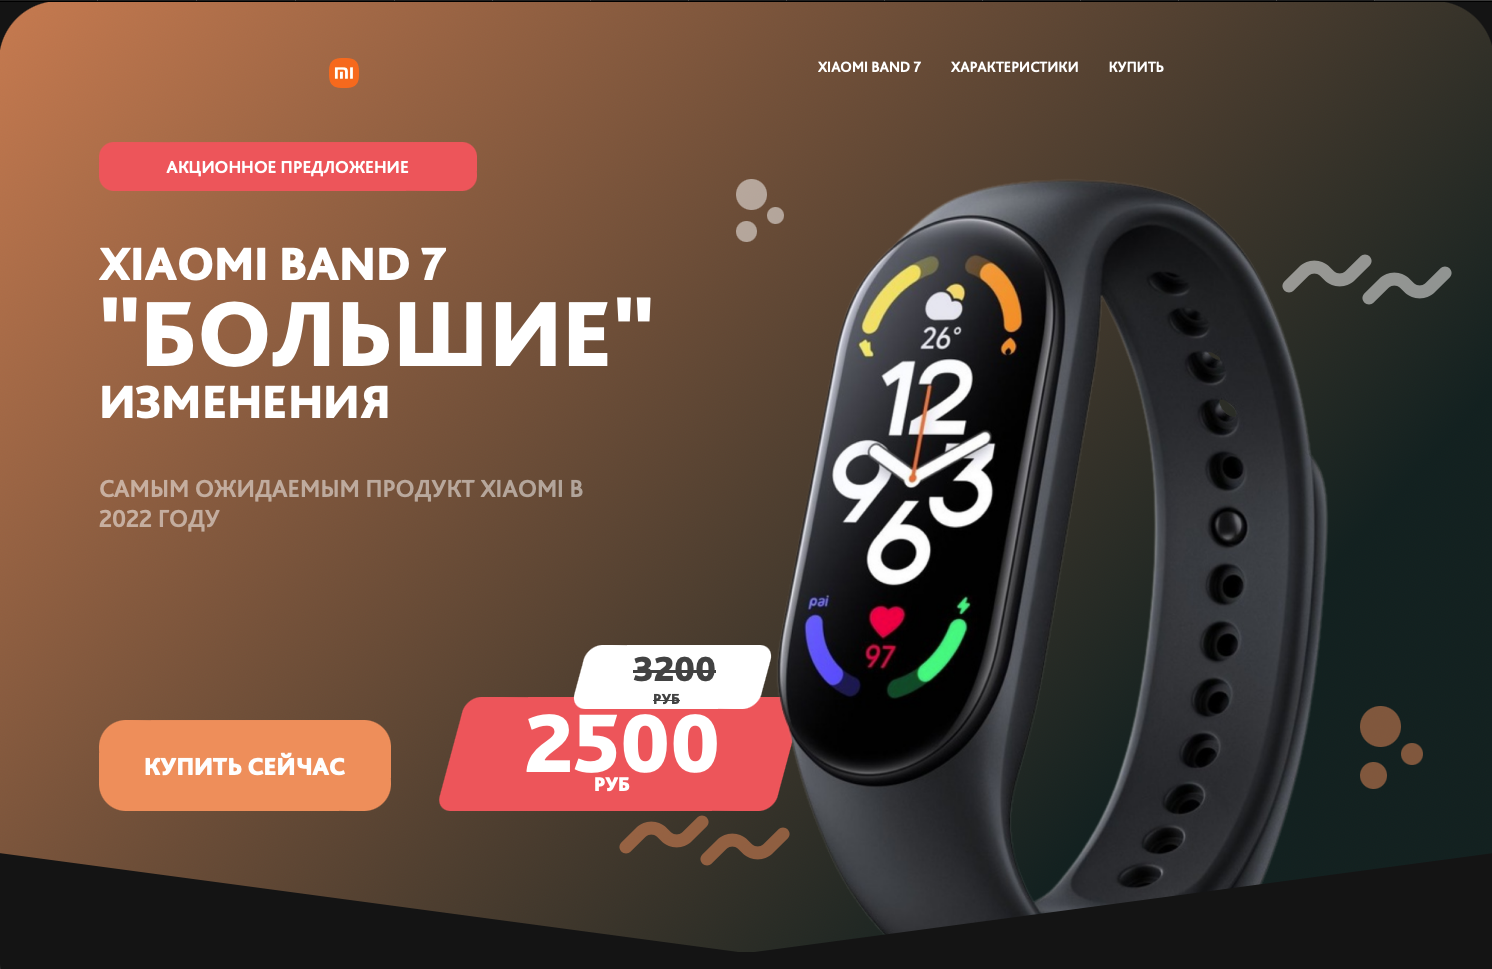 mi
XIAOMI BAND 7
ХАРАКТЕРИСТИКИ
КУПИТЬ
АКЦИОННОЕ ПРЕДЛОЖЕНИЕ
XIAOMI BAND 7
"БОЛЬШИЕ"
ИЗМЕНЕНИЯ
САМЫМ ОЖИДАЕМЫМ ПРОДУКТ XIAOMI В
2022 ГОДУ
26°
12
9 3
6
pai
97
3200
РУБ
2500
РУБ
КУПИТЬ СЕЙЧАС